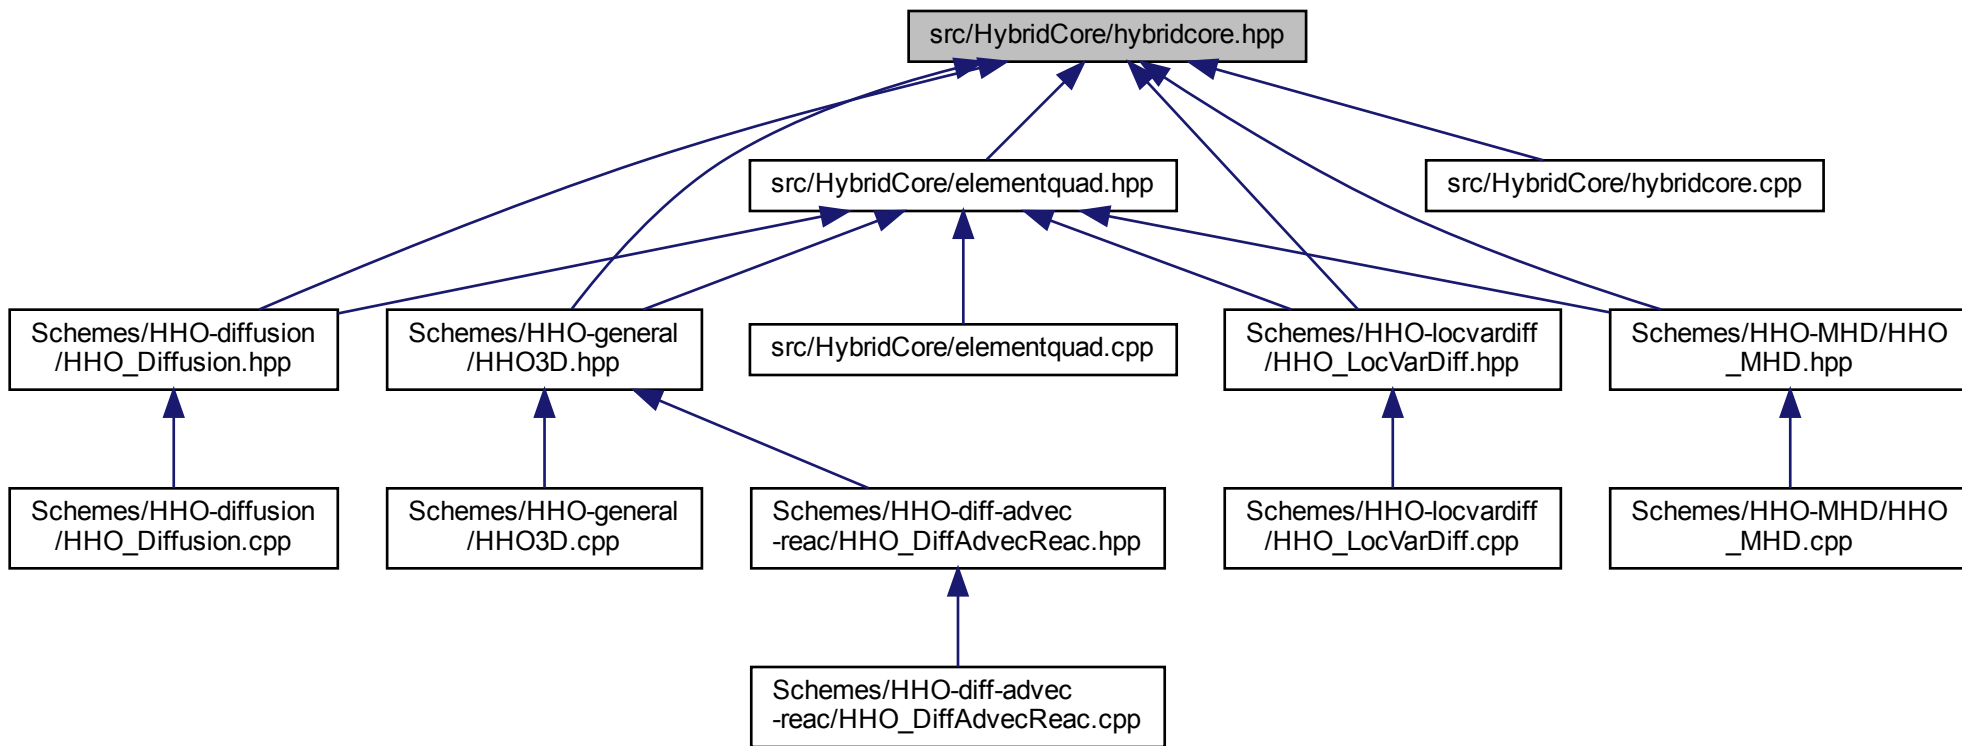 src/HybridCore/hybridcore.hpp
src/HybridCore/elementquad.hpp
src/HybridCore/hybridcore.cpp
Schemes/HHO-diffusion
/HHO_Diffusion.hpp
Schemes/HHO-general
/HHO3D.hpp
src/HybridCore/elementquad.cpp
Schemes/HHO-locvardiff
/HHO_LocVarDiff.hpp
Schemes/HHO-MHD/HHO
_MHD.hpp
Schemes/HHO-diffusion
/HHO_Diffusion.cpp
Schemes/HHO-general
/HHO3D.cpp
Schemes/HHO-diff-advec
-reac/HHO_DiffAdvecReac.hpp
Schemes/HHO-locvardiff
/HHO_LocVarDiff.cpp
Schemes/HHO-MHD/HHO
_MHD.cpp
Schemes/HHO-diff-advec
-reac/HHO_DiffAdvecReac.cpp